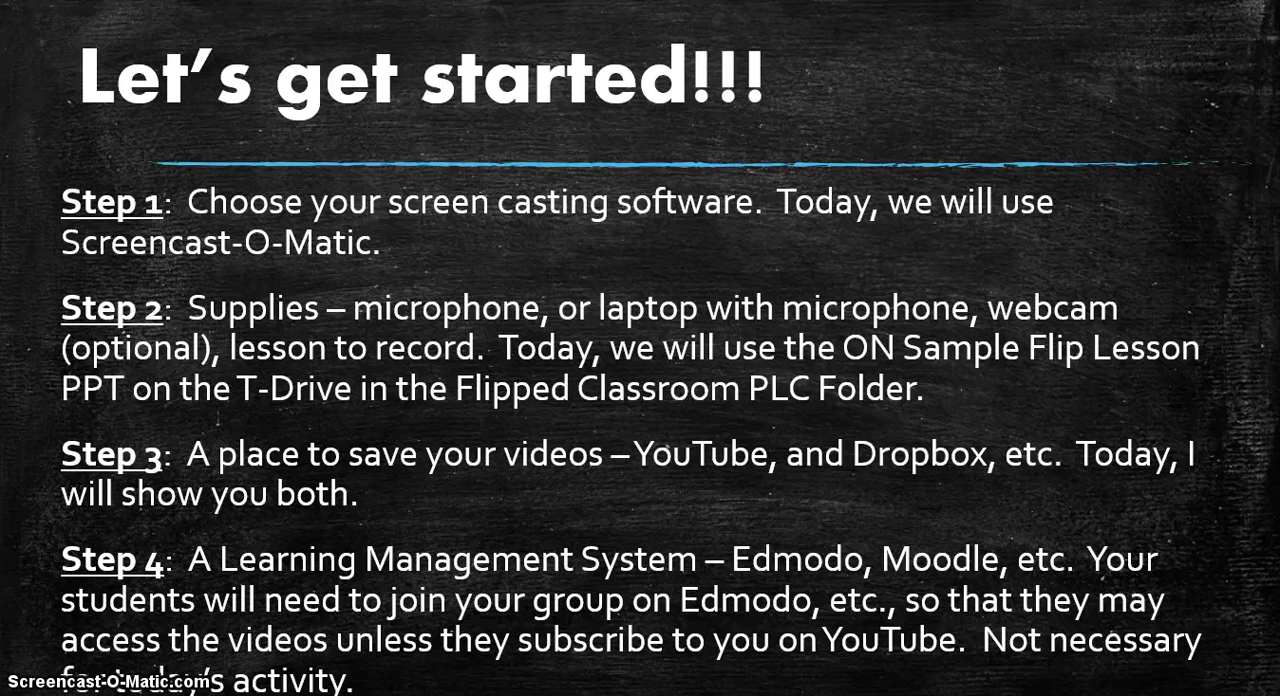 Let's get started!!!
Step 1:  Choose your screen casting software.  Today, we will use
Screencast-O-Matic.
Step 2:  Supplies – microphone, or laptop with microphone, webcam
(optional), lesson to record.  Today, we will use the ON Sample Flip Lesson
PPT on the T-Drive in the Flipped Classroom PLC Folder.
Step 3:  A place to save your videos – YouTube, and Dropbox, etc.  Today, I
will show you both.
Step 4:  A Learning Management System – Edmodo, Moodle, etc.  Your
students will need to join your group on Edmodo, etc., so that they may
access the videos unless they subscribe to you on YouTube.  Not necessary
for today's activity.
Screencast-O-Matic.com